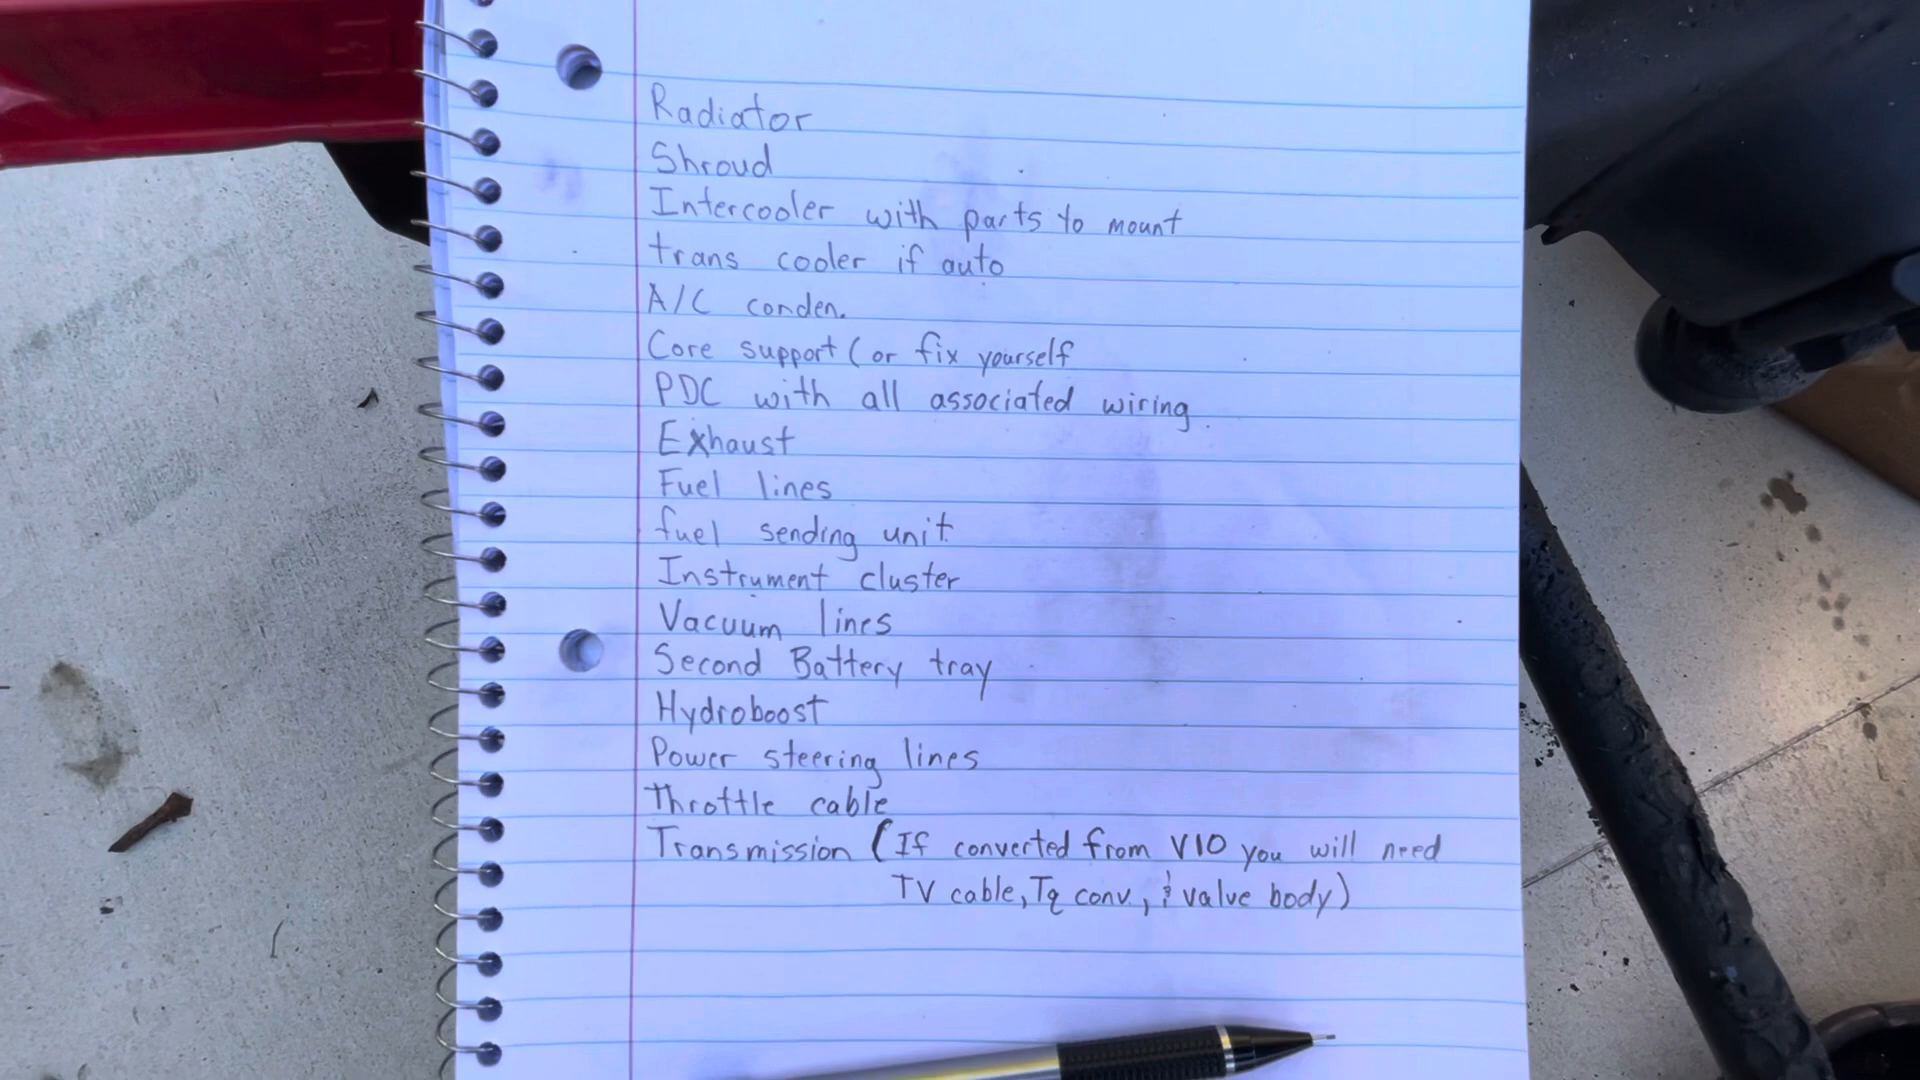 Radiator
Shroud
Intercooler with parts to mount
trans cooler if auto
A/C conden.
Core support (or fix yourself
PDC with all associated wiring
Exhaust
Fuel lines
fuel sending unit
Instrument cluster
Vacuum lines
Second Battery tray
Hydroboost
Power steering lines
Throttle cable
Transmission (If converted from V10 you will need
TV cable, Tq conv., & valve body)